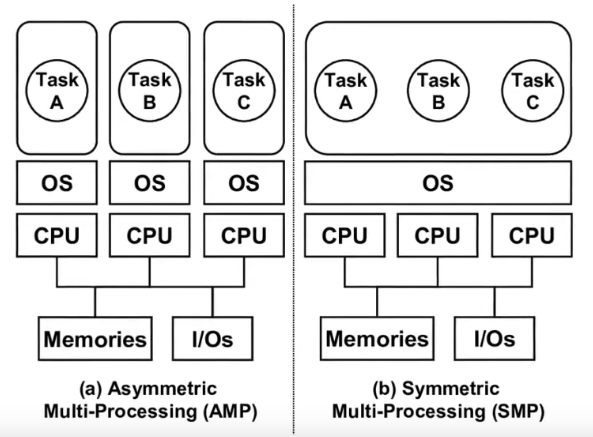 Task
A
Task
B
Task
C
OS
OS
OS
CPU
CPU
CPU
Memories
I/Os
(a) Asymmetric
Multi-Processing (AMP)
Task
A
Task
B
Task
C
OS
CPU
CPU
CPU
Memories
I/Os
(b) Symmetric
Multi-Processing (SMP)